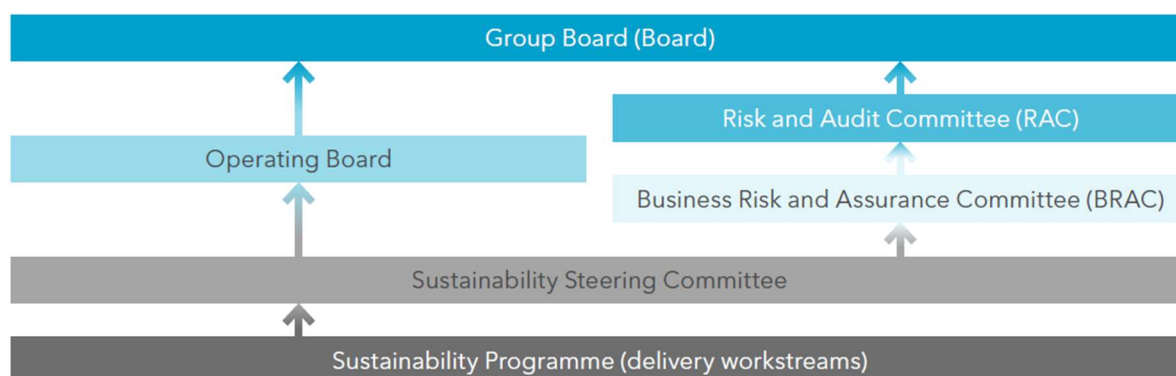 Group Board (Board)
Risk and Audit Committee (RAC)
Operating Board
Business Risk and Assurance Committee (BRAC)
Sustainability Steering Committee
Sustainability Programme (delivery workstreams)